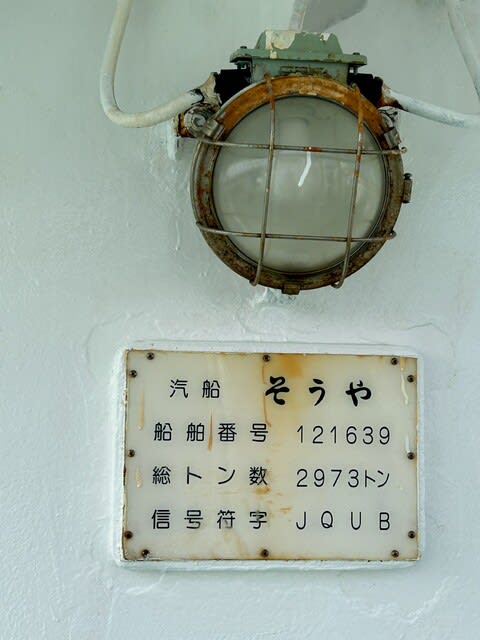 汽船 そうや
船舶番号 121639
総トン数 2973トン
信号符字 JQUB